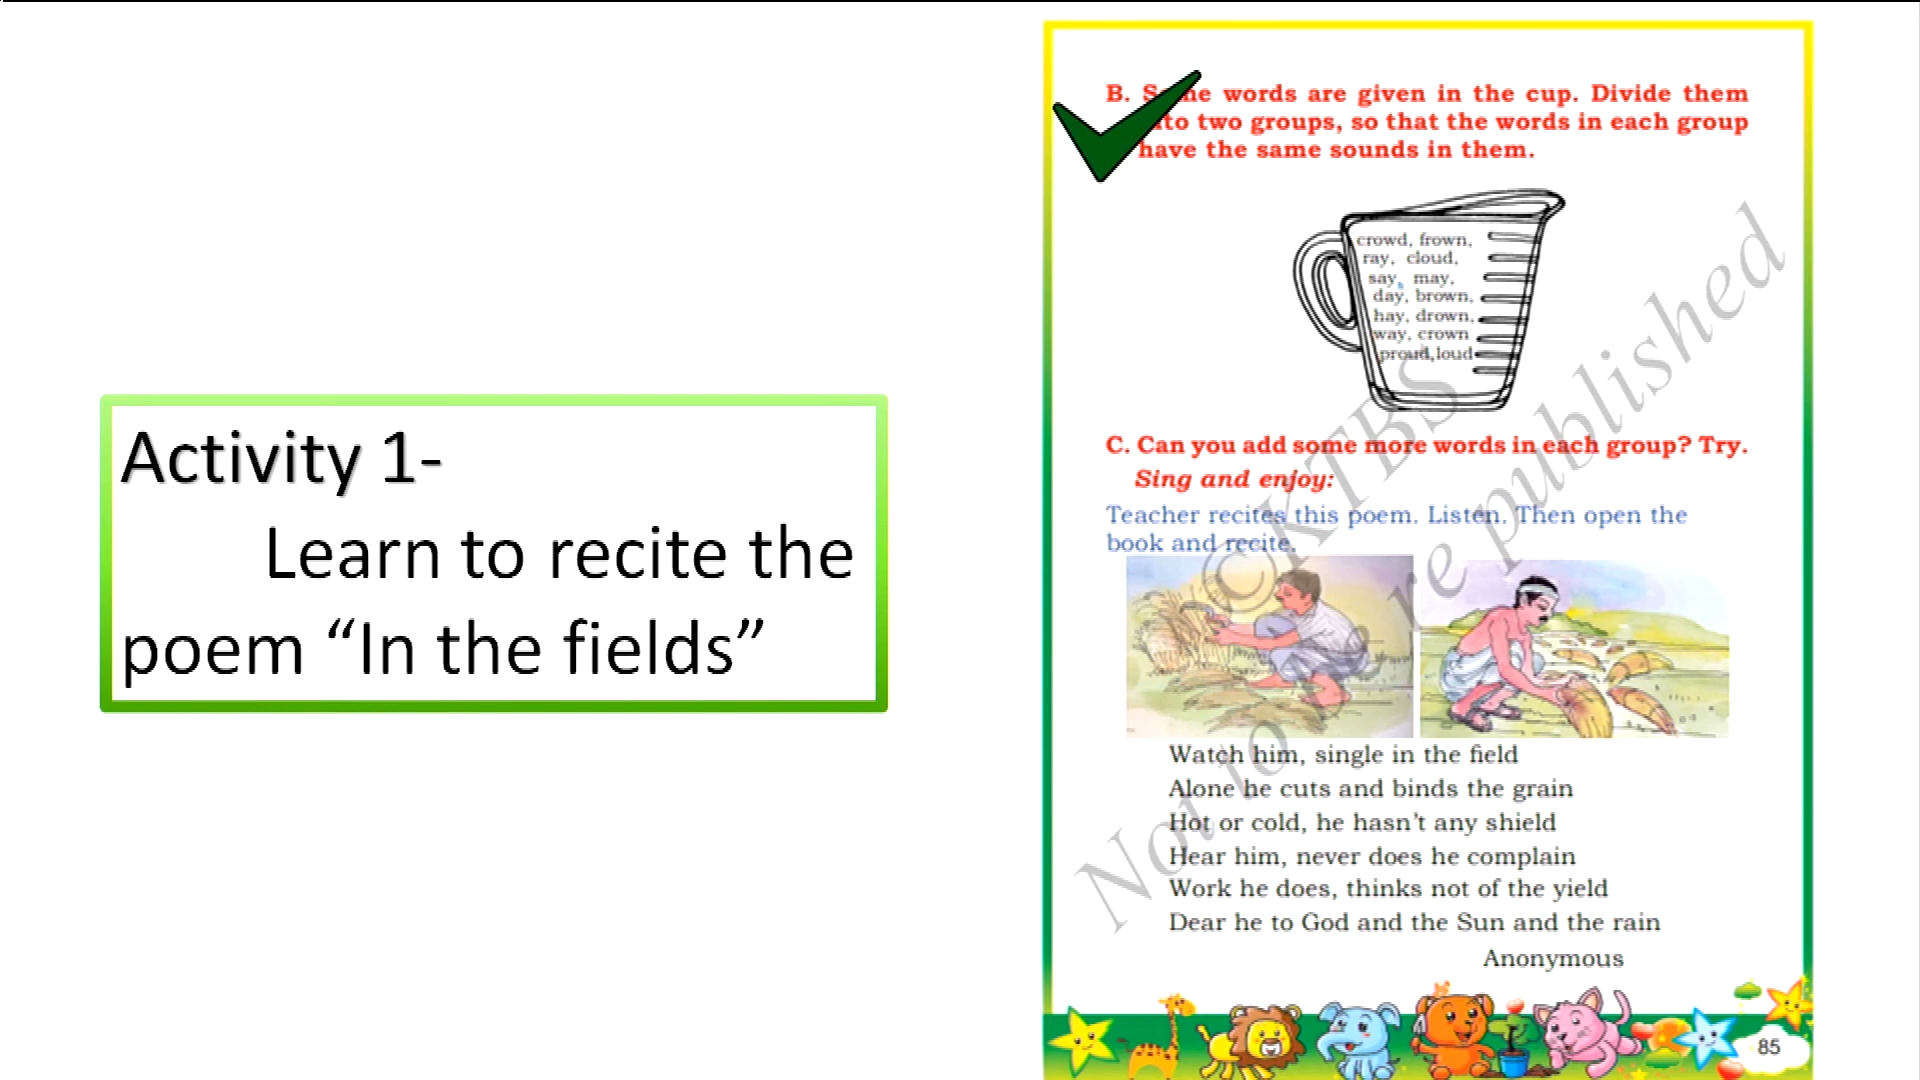 Activity 1-
Learn to recite the
poem “In the fields”
B. Some words are given in the cup. Divide them
into two groups, so that the words in each group
have the same sounds in them.
crowd, frown,
ray, cloud,
say, may,
day, brown,
hay, drown,
way, crown
proud, loud
C. Can you add some more words in each group? Try.
Sing and enjoy:
Teacher recites this poem. Listen. Then open the
book and recite.
Watch him, single in the field
Alone he cuts and binds the grain
Hot or cold, he hasn’t any shield
Hear him, never does he complain
Work he does, thinks not of the yield
Dear he to God and the Sun and the rain
Anonymous
85
©KTBS
Not to be re published